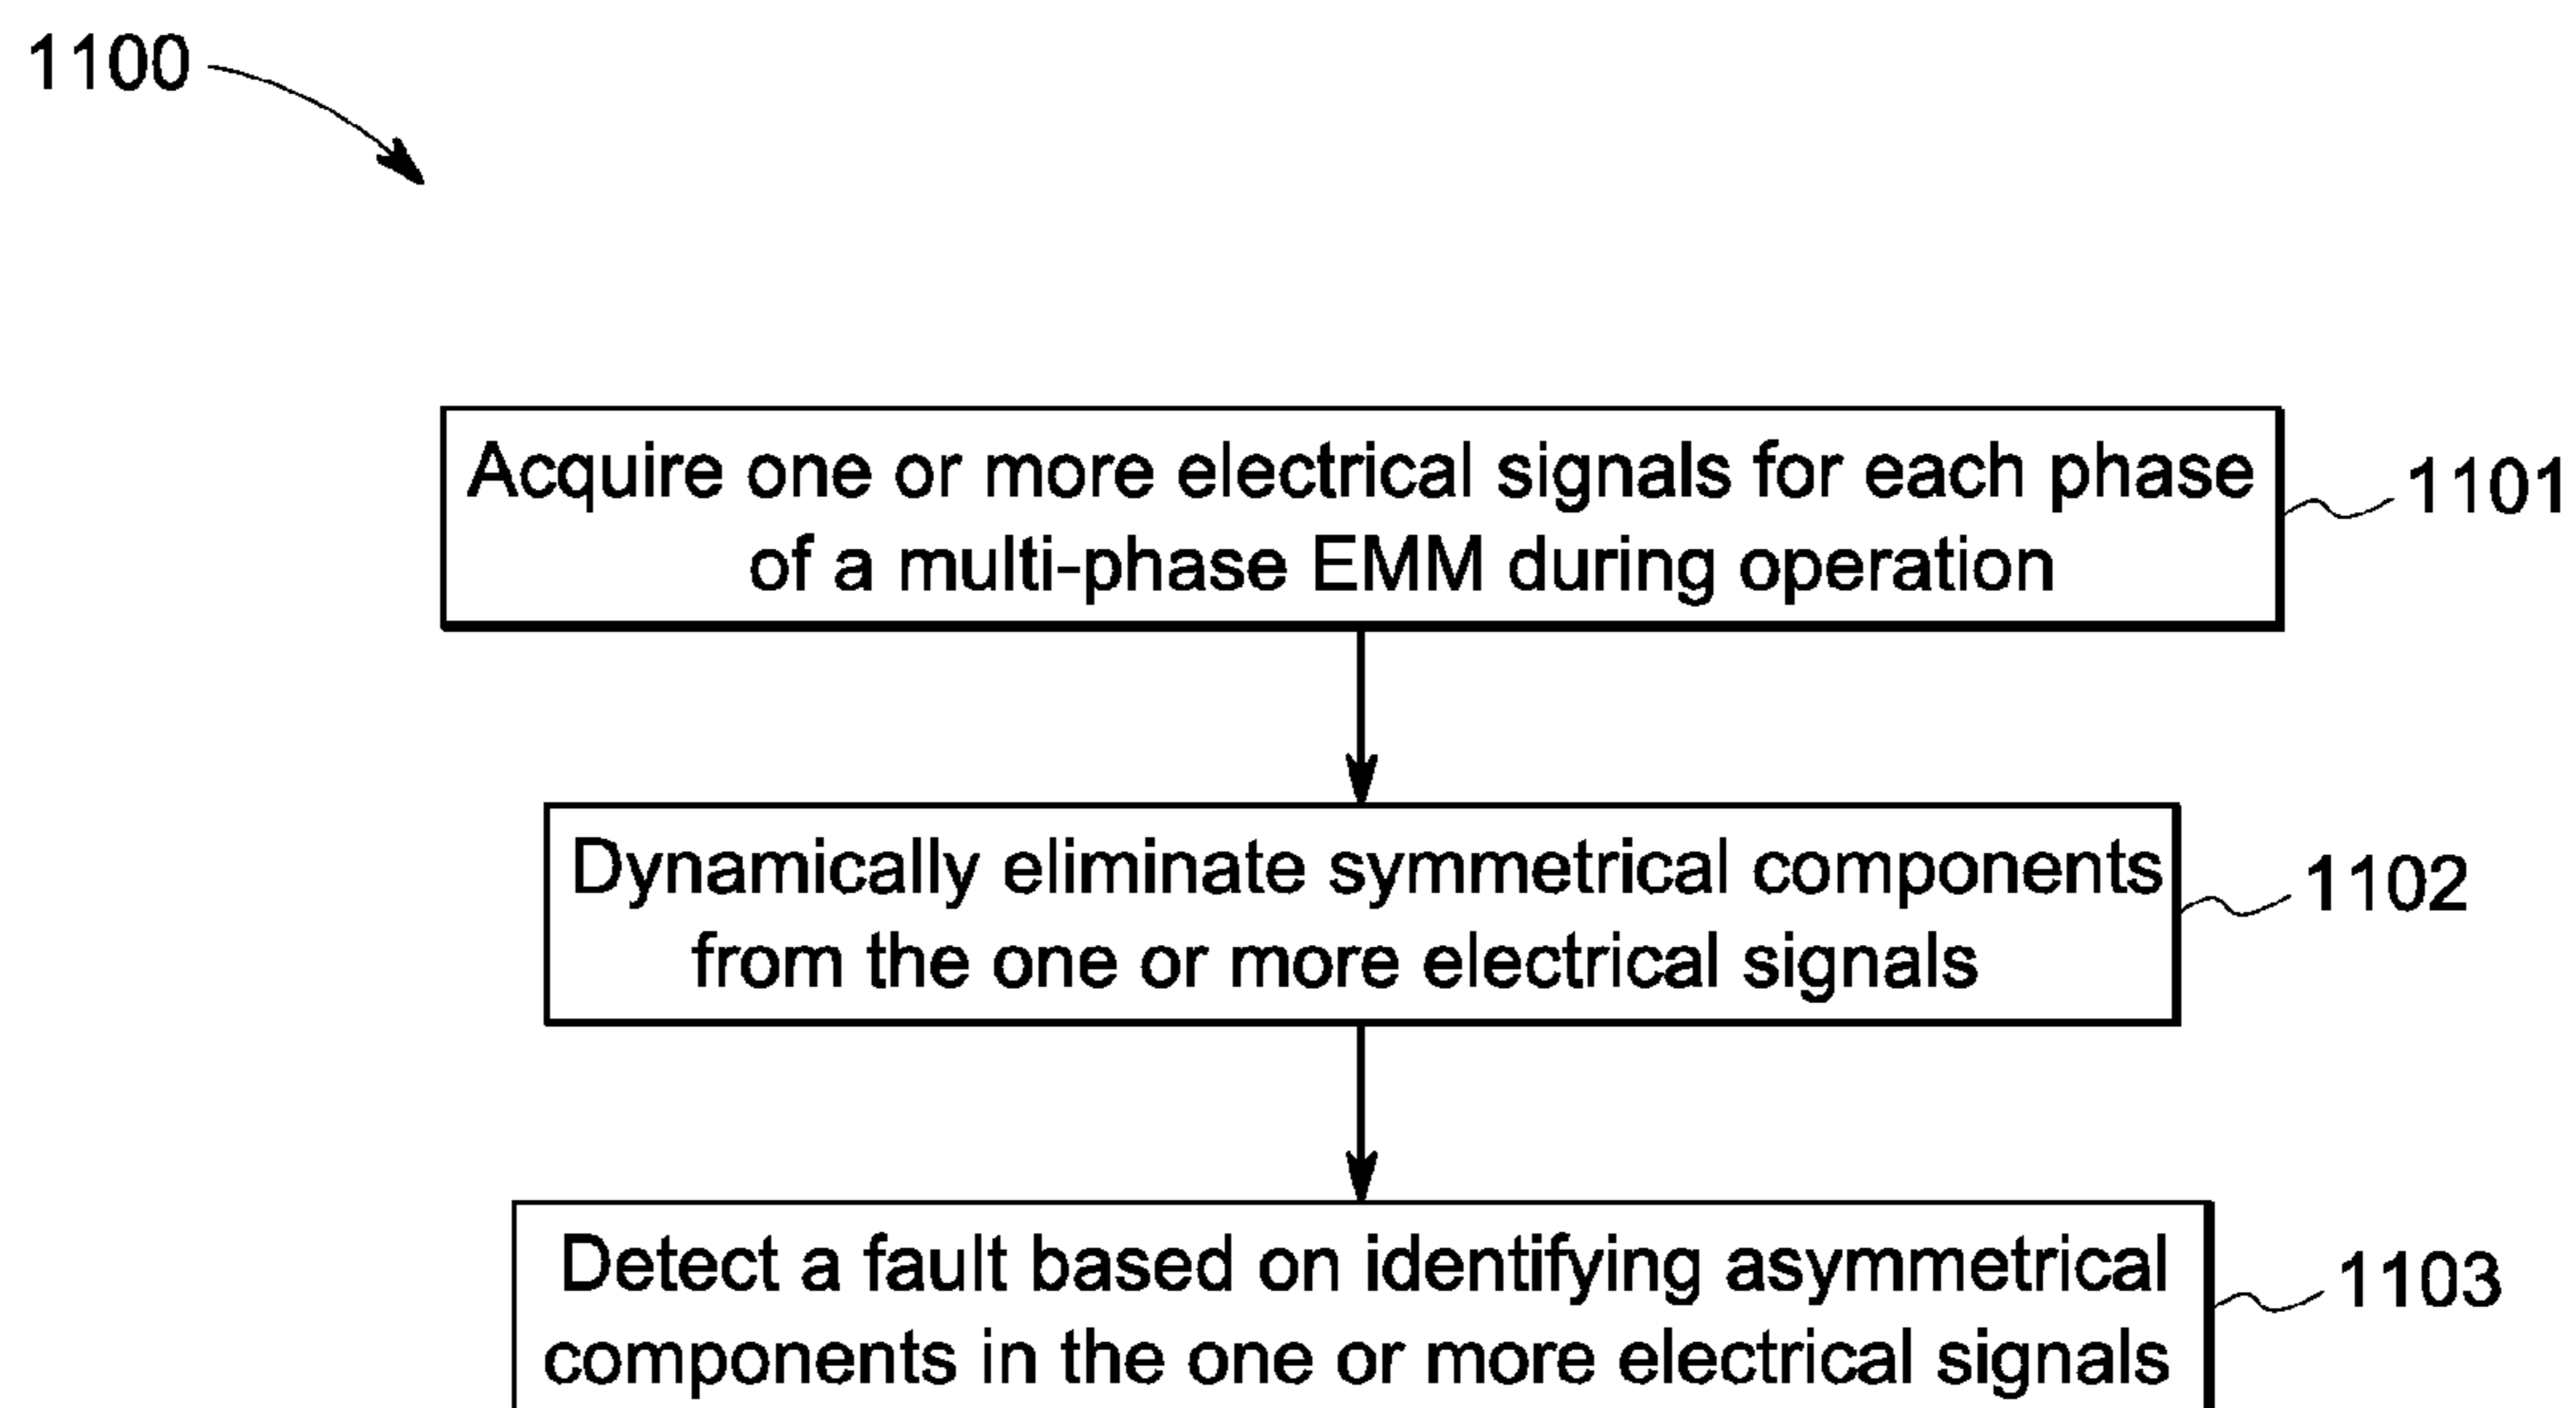 1100
Acquire one or more electrical signals for each phase
of a multi-phase EMM during operation
1101
Dynamically eliminate symmetrical components
from the one or more electrical signals
1102
Detect a fault based on identifying asymmetrical
components in the one or more electrical signals
1103